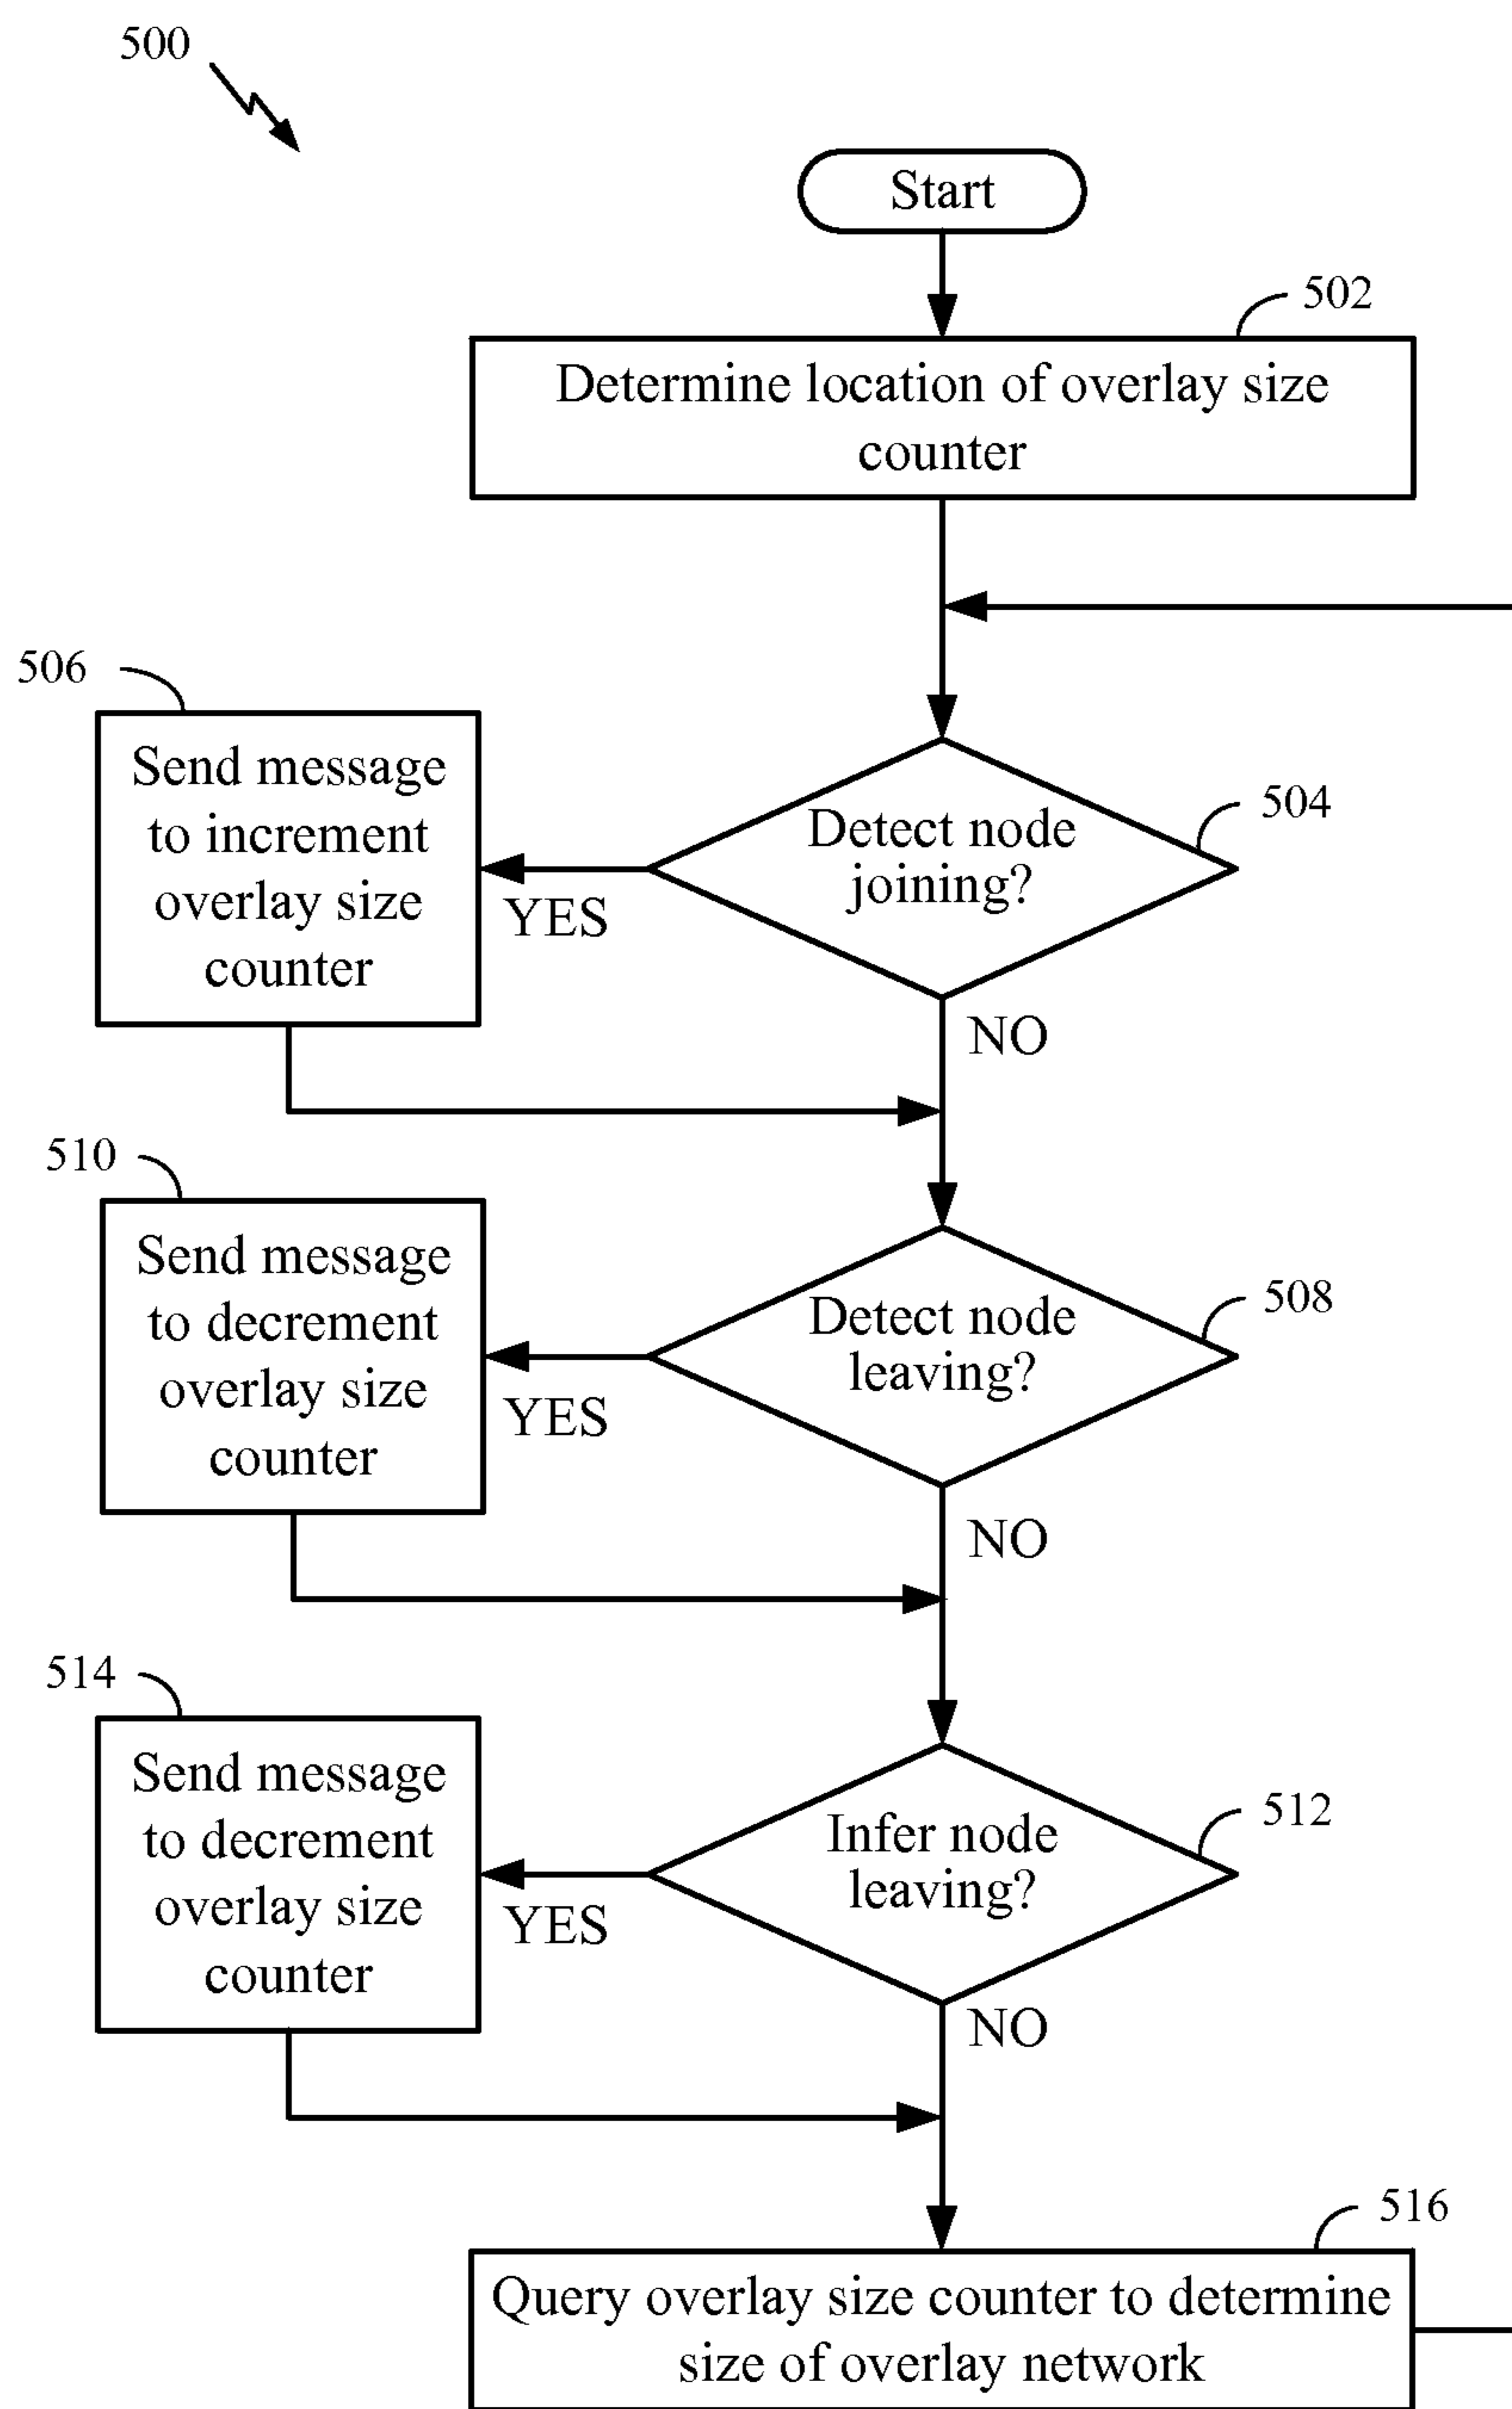 500
Start
502
Determine location of overlay size
counter
506
Send message
to increment
overlay size
counter
YES
Detect node
joining?
504
NO
510
Send message
to decrement
overlay size
counter
YES
Detect node
leaving?
508
NO
514
Send message
to decrement
overlay size
counter
YES
Infer node
leaving?
512
NO
516
Query overlay size counter to determine
size of overlay network